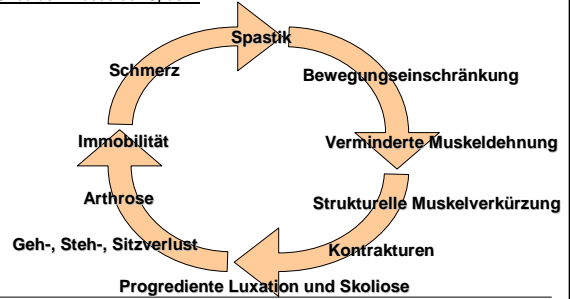 Spastik
Bewegungseinschränkung
Verminderte Muskeldehnung
Strukturelle Muskelverkürzung
Kontrakturen
Progrediente Luxation und Skoliose
Geh-, Steh-, Sitzverlust
Arthrose
Immobilität
Schmerz